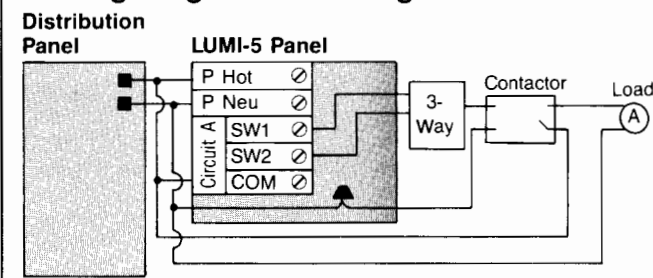 Distribution
Panel
LUMI-5 Panel
P Hot
P Neu
Circuit A
SW1
SW2
COM
3-
Way
Contactor
Load
A